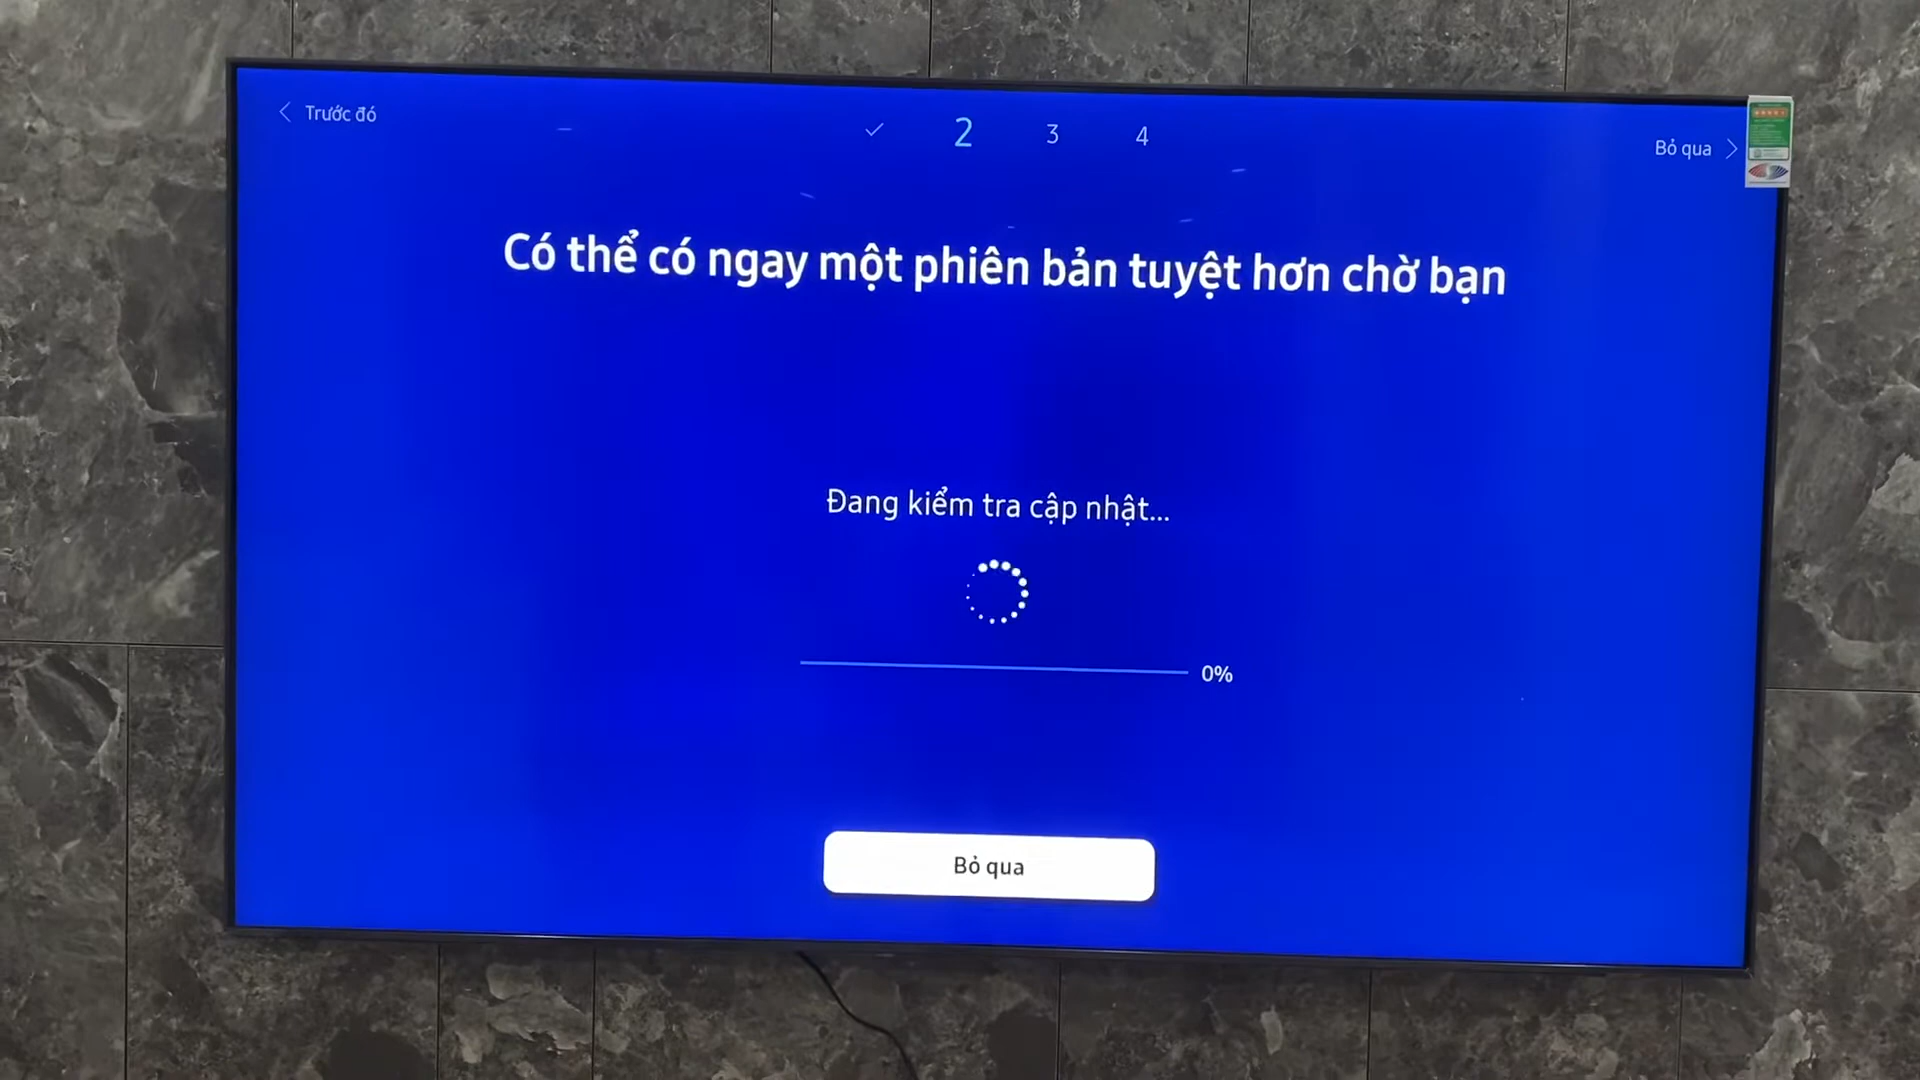 Trước đó
2 3 4
Bỏ qua
Có thể có ngay một phiên bản tuyệt hơn chờ bạn
Đang kiểm tra cập nhật...
0%
Bỏ qua